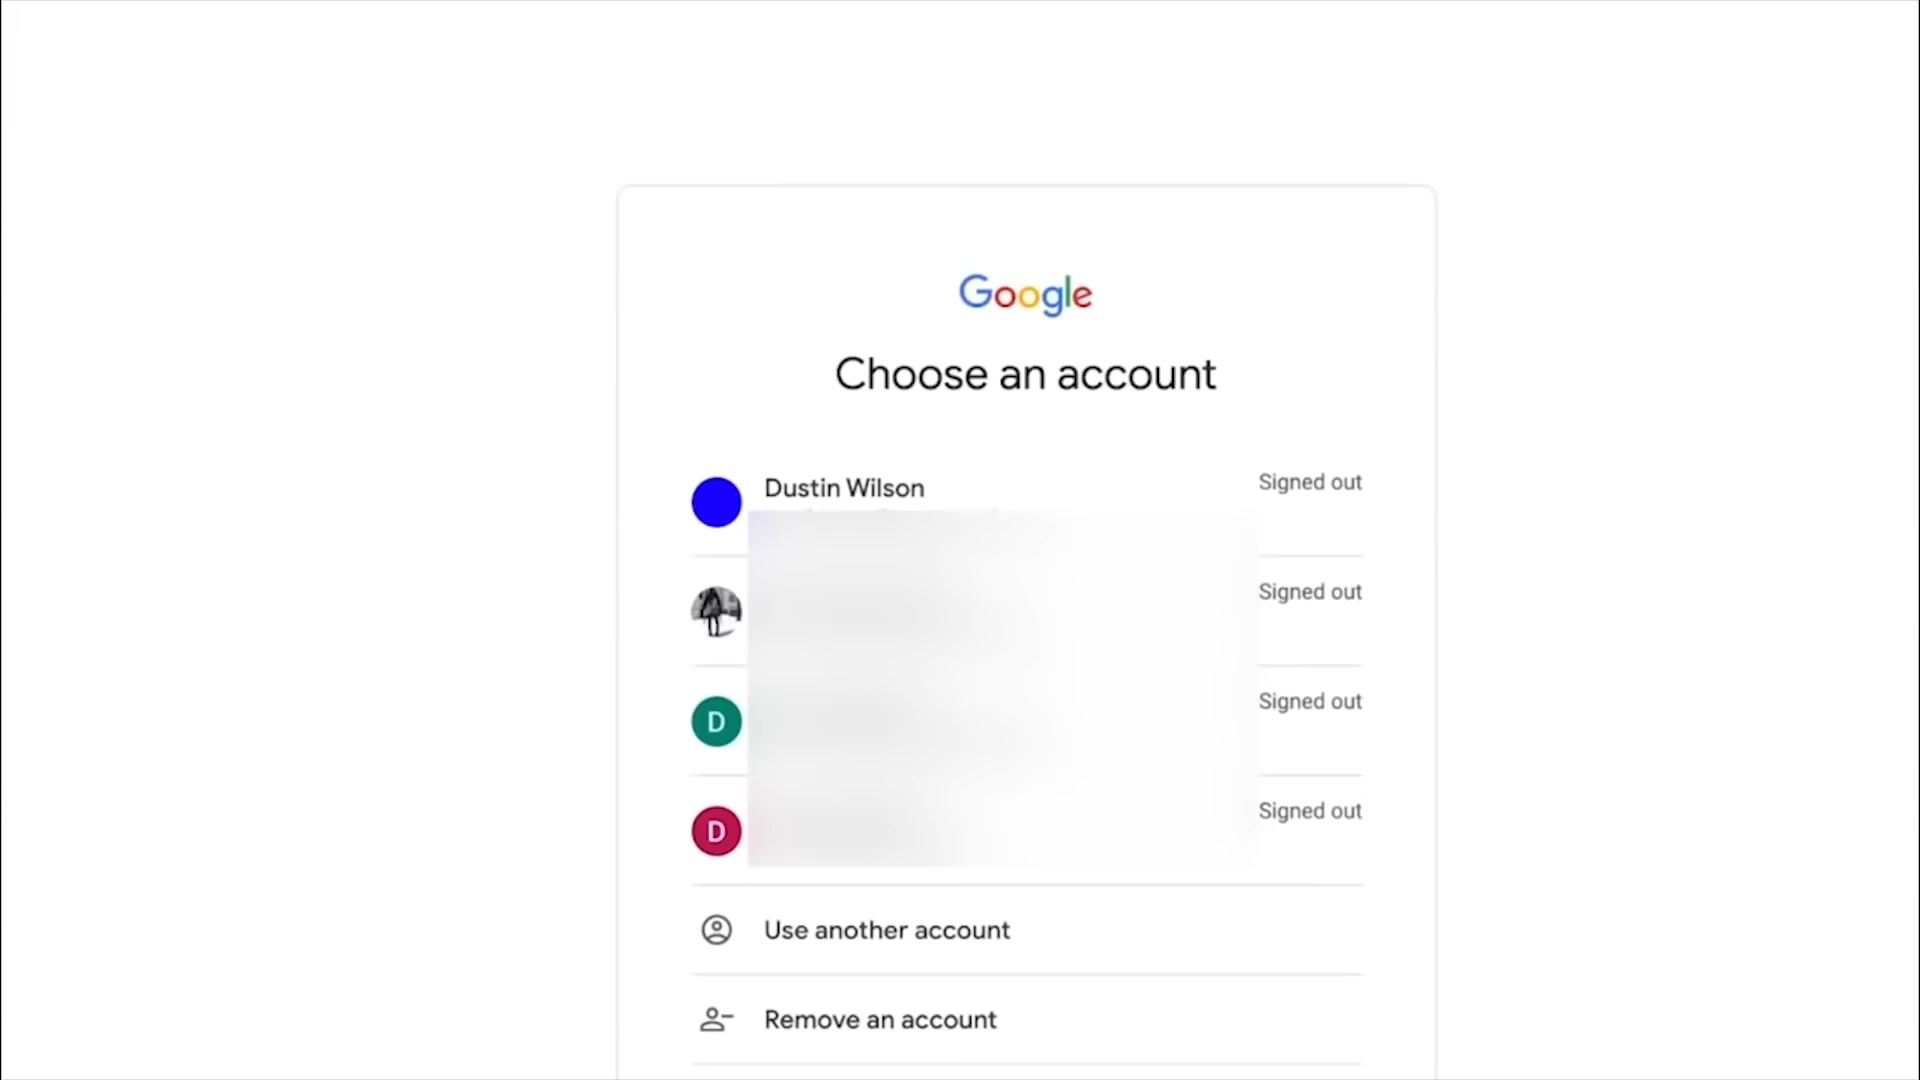 Google
Choose an account
Dustin Wilson
Signed out
Signed out
D
Signed out
D
Signed out
Use another account
Remove an account